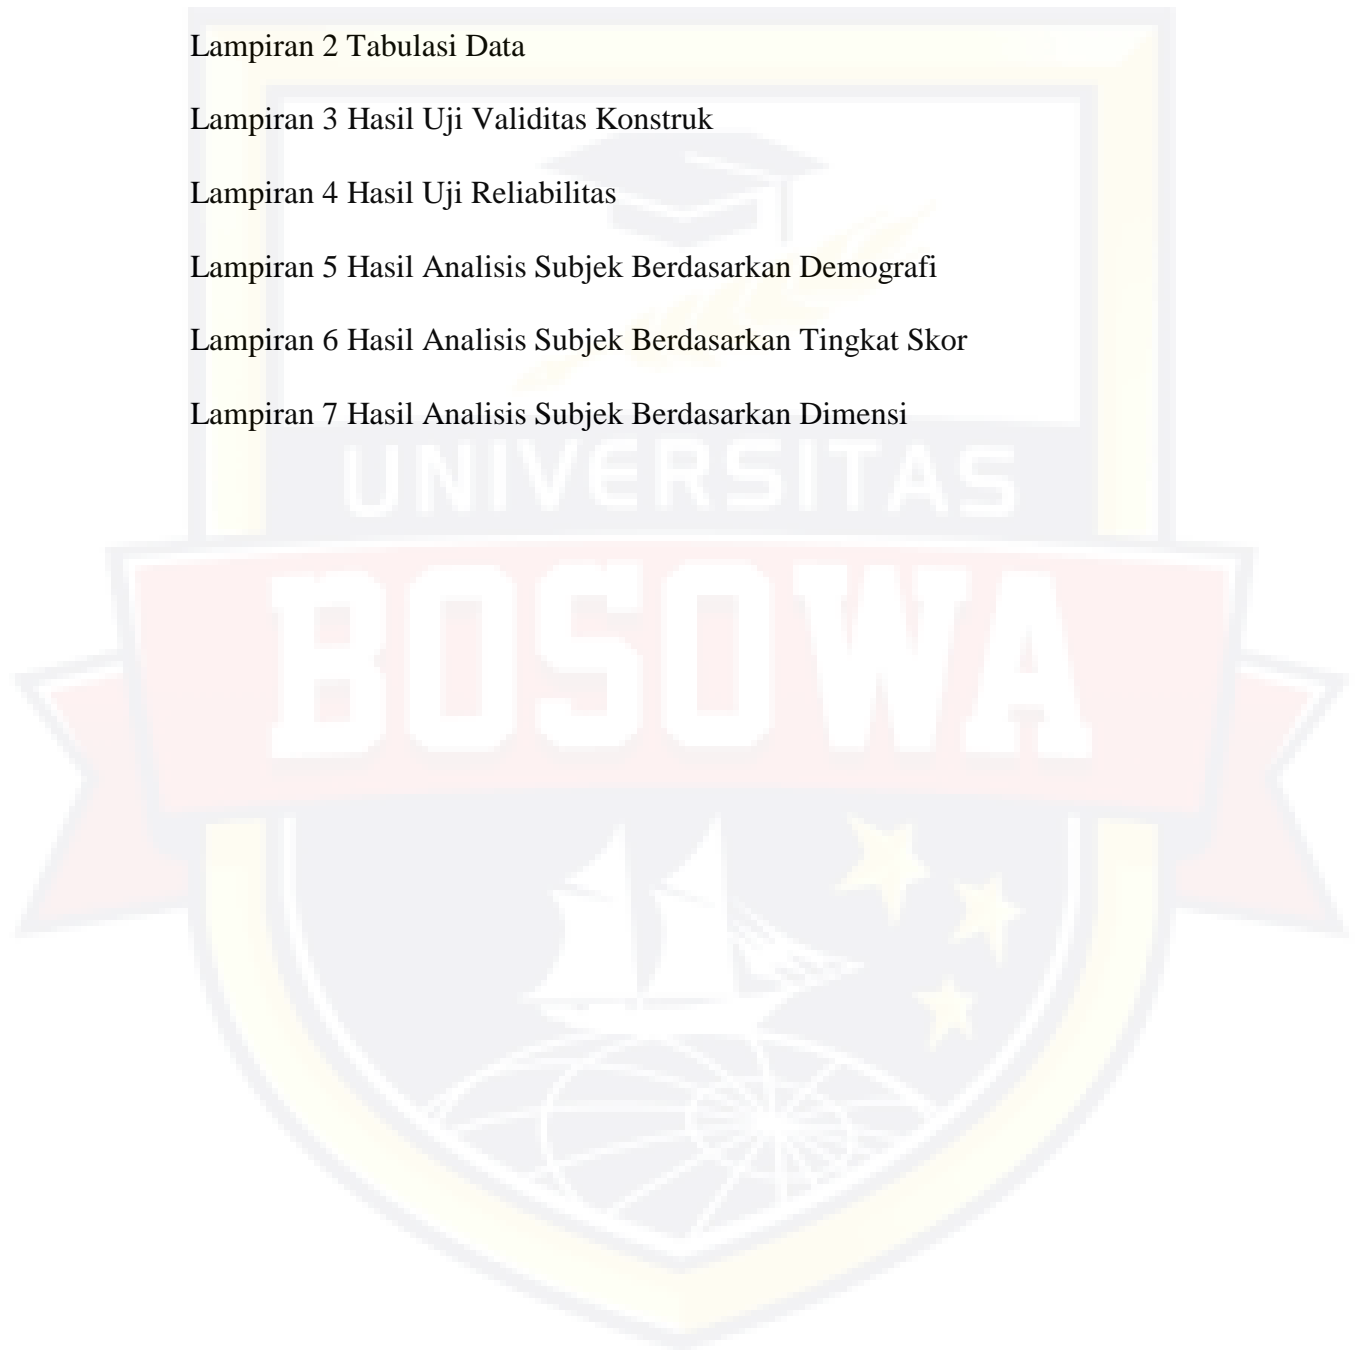 Lampiran 2 Tabulasi Data
Lampiran 3 Hasil Uji Validitas Konstruk
Lampiran 4 Hasil Uji Reliabilitas
Lampiran 5 Hasil Analisis Subjek Berdasarkan Demografi
Lampiran 6 Hasil Analisis Subjek Berdasarkan Tingkat Skor
Lampiran 7 Hasil Analisis Subjek Berdasarkan Dimensi
UNIVERSITAS
BOSOWA